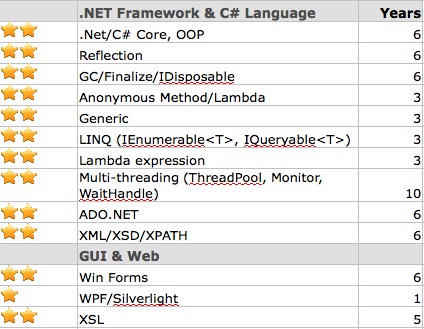 .NET Framework & C# Language Years
.Net/C# Core, OOP 6
Reflection 6
GC/Finalize/IDisposable 6
Anonymous Method/Lambda 3
Generic 3
LINQ (IEnumerable<T>, IQueryable<T>) 3
Lambda expression 3
Multi-threading (ThreadPool, Monitor,
WaitHandle) 10
ADO.NET 6
XML/XSD/XPATH 6
GUI & Web
Win Forms 6
WPF/Silverlight 1
XSL 5